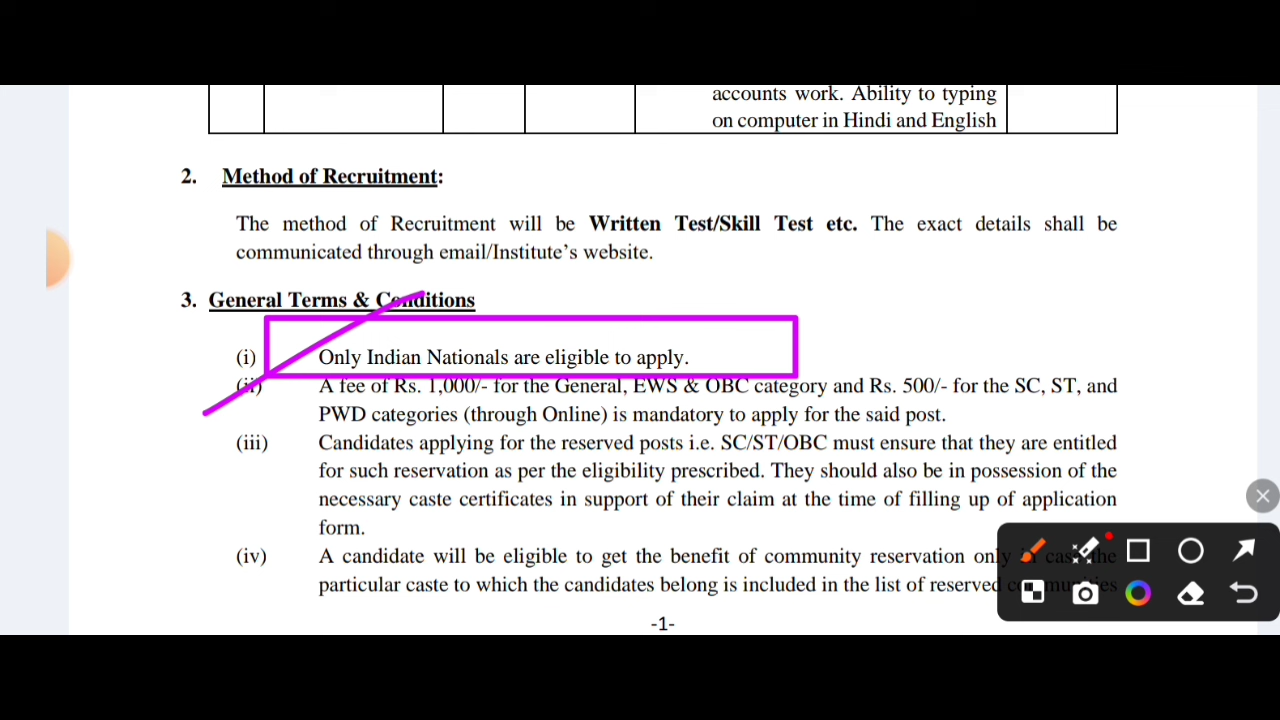 accounts work. Ability to typing
on computer in Hindi and English
2. Method of Recruitment:
The method of Recruitment will be Written Test/Skill Test etc. The exact details shall be
communicated through email/Institute’s website.
3. General Terms & Conditions
(i) Only Indian Nationals are eligible to apply.
(ii) A fee of Rs. 1,000/- for the General, EWS & OBC category and Rs. 500/- for the SC, ST, and
PWD categories (through Online) is mandatory to apply for the said post.
(iii) Candidates applying for the reserved posts i.e. SC/ST/OBC must ensure that they are entitled
for such reservation as per the eligibility prescribed. They should also be in possession of the
necessary caste certificates in support of their claim at the time of filling up of application
form.
(iv) A candidate will be eligible to get the benefit of community reservation only in case the
particular caste to which the candidates belong is included in the list of reserved communities
-1-